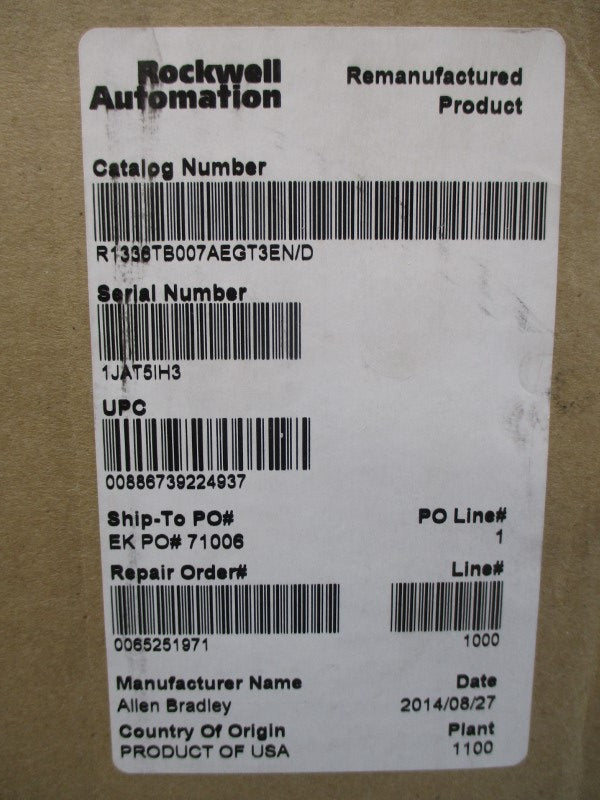 Rockwell
Automation
Remanufactured
Product
Catalog Number
R1336TB007AEGT3EN/D
Serial Number
1JAT5IH3
UPC
00886739224937
Ship-To PO#
PO Line#
EK PO# 71006
1
Repair Order#
Line#
0065251971
1000
Manufacturer Name
Date
Allen Bradley
2014/08/27
Country Of Origin
Plant
PRODUCT OF USA
1100